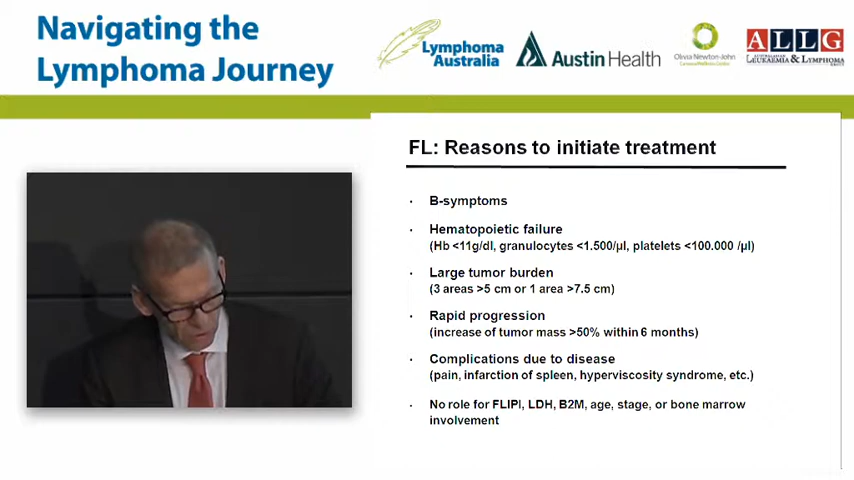 Navigating the
Lymphoma Journey
Lymphoma
Australia
Austin Health
Olivia Newton-John
ALLG
LEUKAEMIA & LYMPHOMA
FL: Reasons to initiate treatment
· B-symptoms
· Hematopoietic failure
(Hb <11g/dl, granulocytes <1.500/µl, platelets <100.000 /µl)
· Large tumor burden
(3 areas >5 cm or 1 area >7.5 cm)
· Rapid progression
(increase of tumor mass >50% within 6 months)
· Complications due to disease
(pain, infarction of spleen, hyperviscosity syndrome, etc.)
· No role for FLIPI, LDH, B2M, age, stage, or bone marrow
involvement